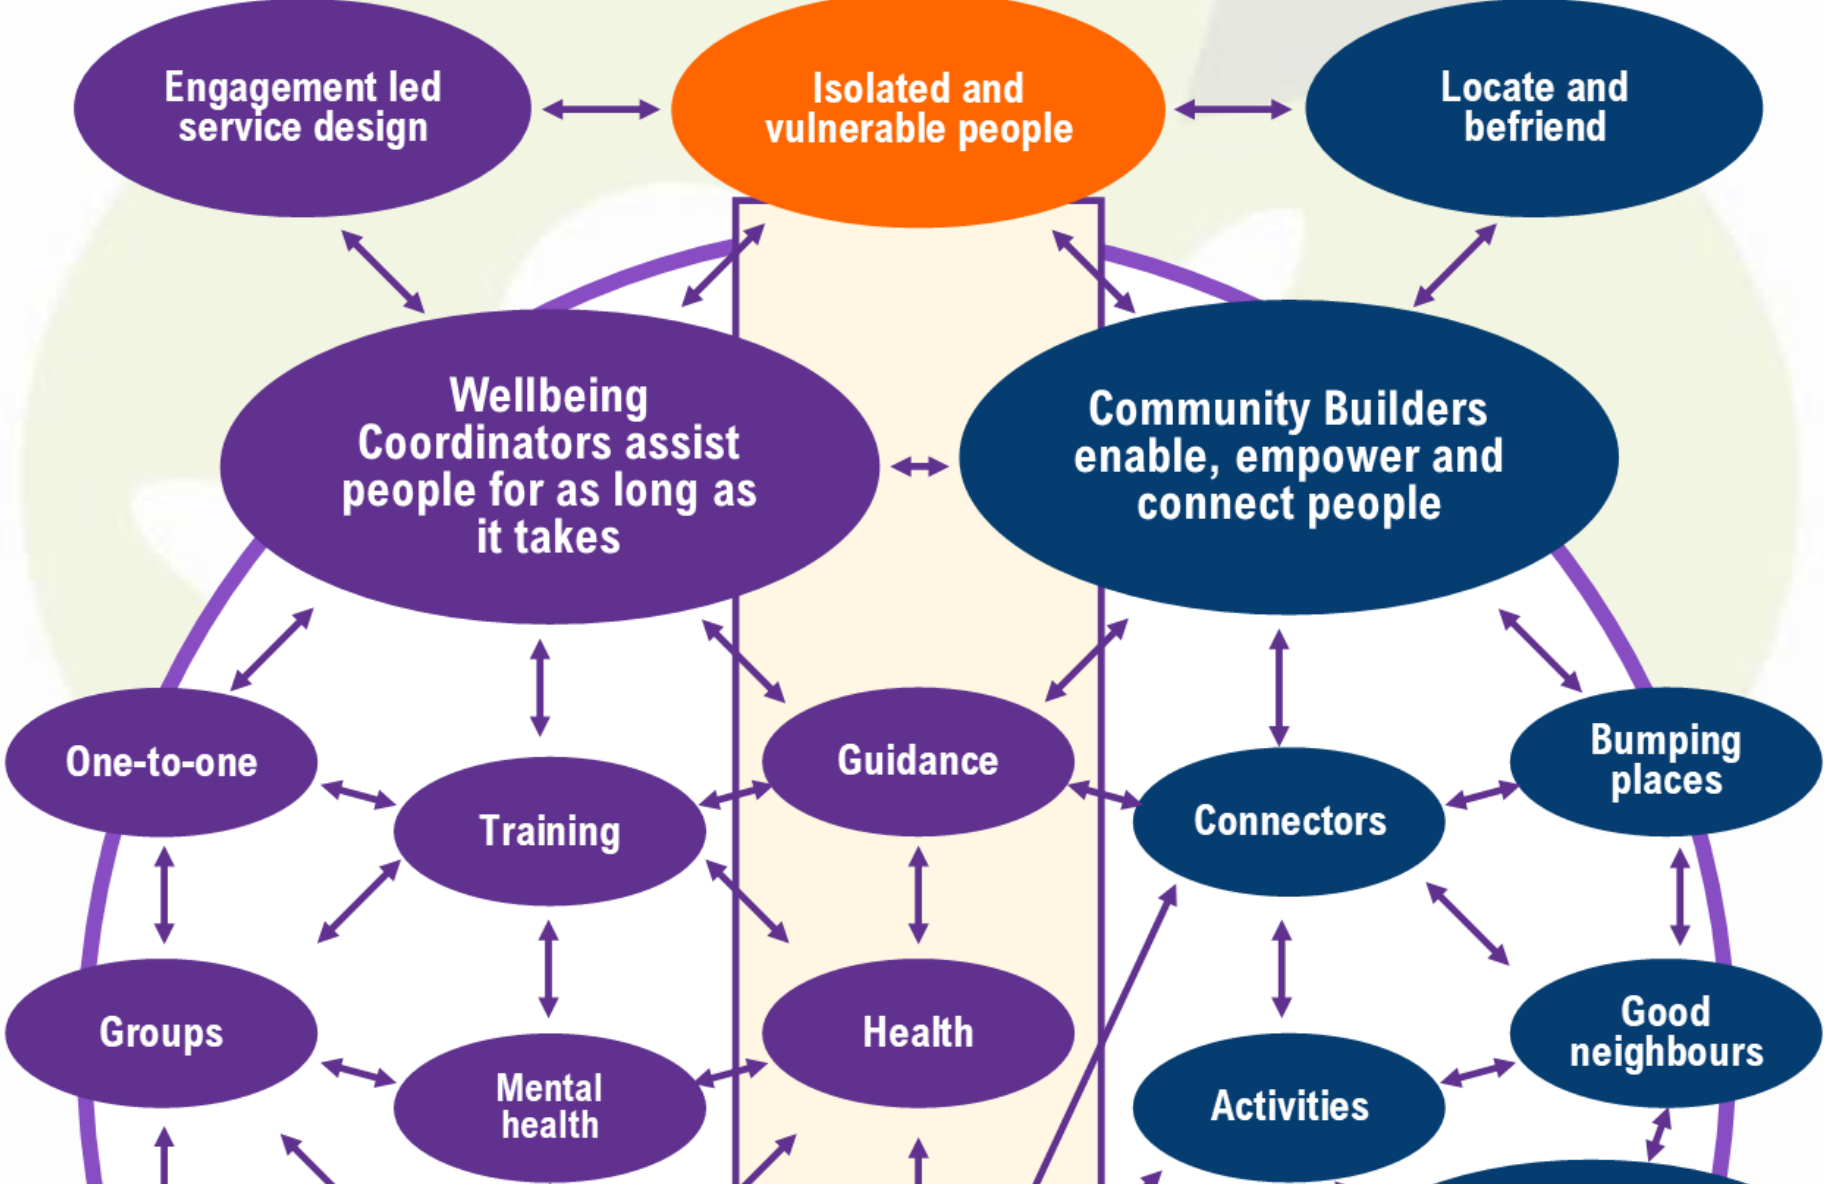 Engagement led
service design
Isolated and
vulnerable people
Locate and
befriend
Wellbeing
Coordinators assist
people for as long as
it takes
Community Builders
enable, empower and
connect people
One-to-one
Training
Guidance
Connectors
Bumping
places
Groups
Mental
health
Health
Activities
Good
neighbours